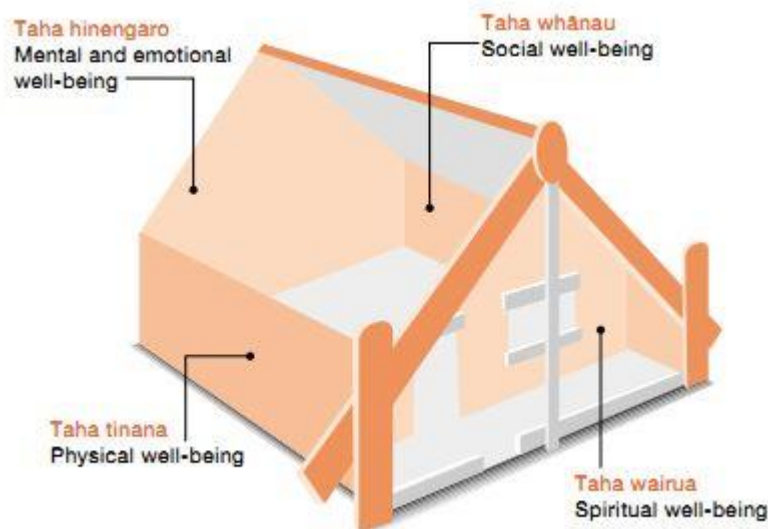 Taha hinengaro
Mental and emotional
well-being
Taha whānau
Social well-being
Taha tinana
Physical well-being
Taha wairua
Spiritual well-being